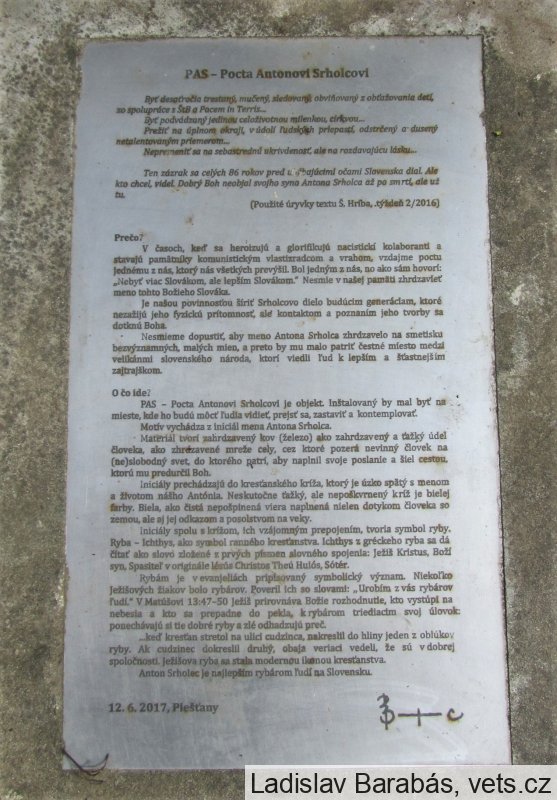 PAS – Pocta Antonovi Srholcovi
Byť desaťročia trestaný, mučený, sledovaný, obviňovaný z obťažovania detí,
zo spolupráce s ŠtB a Pacem in Terris...
Byť podvádzaný jedinou celoživotnou milenkou, cirkvou...
Prežiť na úplnom okraji, v údolí ľudských priepastí, odstrčený a dusený
netalentovaným priemerom...
Nepremeniť sa na sebastrednú ukrivdenosť, ale na rozdávajúcu lásku...
Ten zázrak sa celých 86 rokov pred očami Slovenska dial. Ale
kto chcel, videl. Dobrý Boh neobjal svojho syna Antona Srholca až po smrti, ale už
tu.
(Použité úryvky textu Š. Hríba, .týždeň 2/2016)
Prečo?
V časoch, keď sa heroizujú a glorifikujú nacistickí kolaboranti a
stavajú pamätníky komunistickým vlastizradcom a vrahom, vzdajme poctu
jednému z nás, ktorý nás všetkých prevýšil. Bol jedným z nás, no ako sám hovorí:
„Nebyť viac Slovákom, ale lepším Slovákom.“ Nesmie v našej pamäti zhrdzavieť
meno tohto Božieho Slováka.
Je našou povinnosťou šíriť Srholcovo dielo budúcim generáciam, ktoré
nezažijú jeho fyzickú prítomnosť, ale kontaktom a poznaním jeho tvorby sa
dotknú Boha.
Nesmieme dopustiť, aby meno Antona Srholca zhrdzavelo na smetisku
bezvýznamných, malých mien, a preto by mu malo patriť čestné miesto medzi
velikánmi slovenského národa, ktorí viedli ľud k lepším a šťastnejším
zajtrajškom.
O čo ide?
PAS – Pocta Antonovi Srholcovi je objekt. Inštalovaný by mal byť na
mieste, kde ho budú môcť ľudia vidieť, prejsť sa, zastaviť a kontemplovať.
Motív vychádza z iniciál mena Antona Srholca.
Materiál tvorí zahrdzavený kov (železo) ako zahrdzavený a ťažký údel
človeka, ako zhrdzavené mreže cely, cez ktoré pozerá nevinný človek na
(ne)slobodný svet, do ktorého patrí, aby naplnil svoje poslanie a šiel cestou,
ktorú mu predurčil Boh.
Iniciály prechádzajú do kresťanského kríža, ktorý je úzko spätý s menom
a životom nášho Antónia. Neskutočne ťažký, ale nepoškvrnený kríž je bielej
farby. Biela, ako čistá nepošpinená viera naplnená nielen dotykom človeka so
zemou, ale aj jej odkazom a posolstvom na veky.
Iniciály spolu s krížom, ich vzájomným prepojením, tvoria symbol ryby.
Ryba – Ichthys, ako symbol ranného kresťanstva. Ichthys z gréckeho ryba sa dá
čítať ako slovo zložené z prvých písmen slovného spojenia: Ježiš Kristus, Boží
syn, Spasiteľ v originále Iésús Christos Theú Hulós, Sótér.
Rybám je v evanjeliách pripisovaný symbolický význam. Niekoľko
Ježišových žiakov bolo rybárov. Poveril ich so slovami: „Urobím z vás rybárov
ľudí.“ V Matúšovi 13:47-50 Ježiš prirovnáva Božie rozhodnutie, kto vystúpi na
nebesia a kto sa prepadne do pekla, k rybárom triediacim svoj úlovok:
ponechávajú si tie dobré ryby a zlé odhadzujú preč.
...keď kresťan stretol na ulici cudzinca, nakreslil do hliny jeden z oblúkov
ryby. Ak cudzinec dokreslil druhý, obaja veriaci vedeli, že sú v dobrej
spoločnosti. Ježišova ryba sa stala modernou ikonou kresťanstva.
Anton Srholec je najlepším rybárom ľudí na Slovensku.
12. 6. 2017, Piešťany
Ladislav Barabás, vets.cz